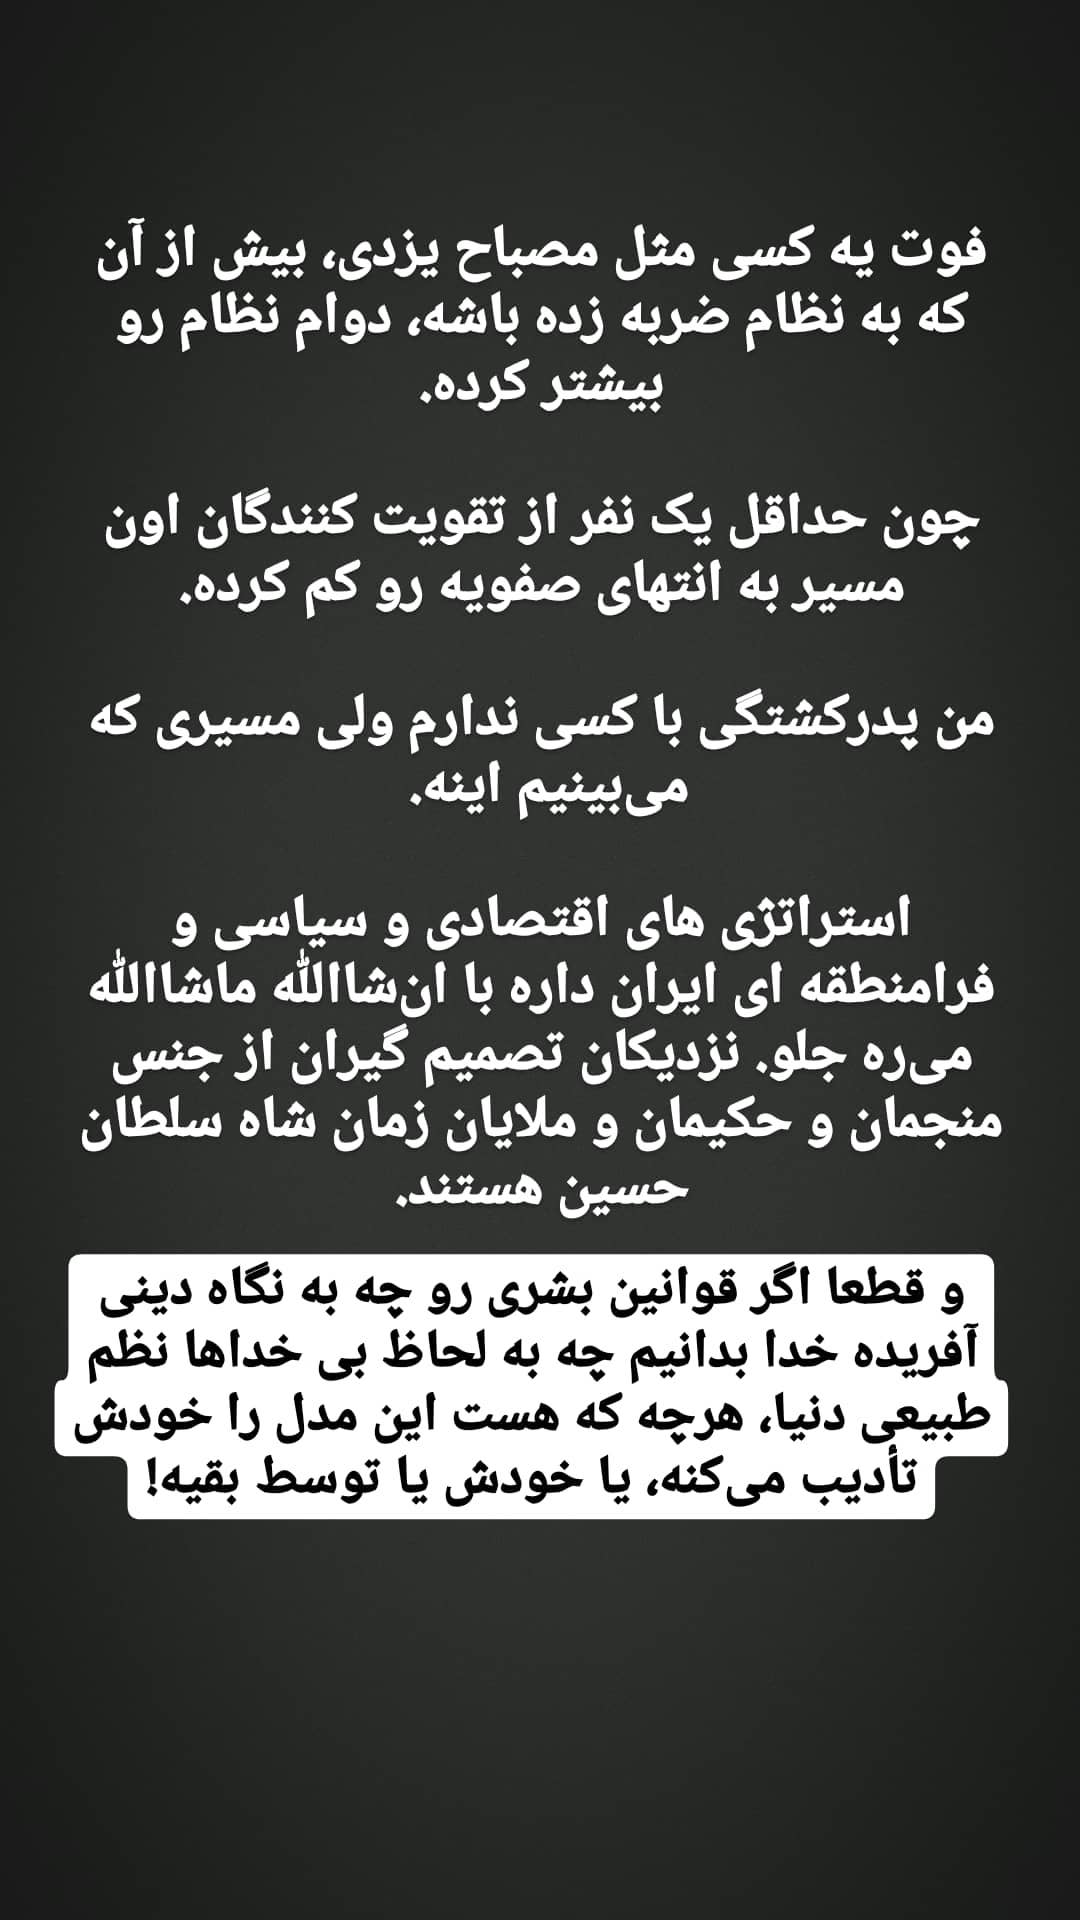 فوت یه کسی مثل مصباح یزدی، بیش از آن
که به نظام ضربه زده باشه، دوام نظام رو
بیشتر کرده.
چون حداقل یک نفر از تقویت کنندگان اون
مسیر به انتهای صفویه رو کم کرده.
من پدرکشتگی با کسی ندارم ولی مسیری که
می‌بینیم اینه.
استراتژی های اقتصادی و سیاسی و
فرامنطقه ای ایران داره با ان‌شاالله ماشاالله
می‌ره جلو. نزدیکان تصمیم گیران از جنس
منجمان و حکیمان و ملایان زمان شاه سلطان
حسین هستند.
و قطعا اگر قوانین بشری رو چه به نگاه دینی
آفریده خدا بدانیم چه به لحاظ بی خداها نظم
طبیعی دنیا، هرچه که هست این مدل را خودش
تأدیب می‌کنه، یا خودش یا توسط بقیه!